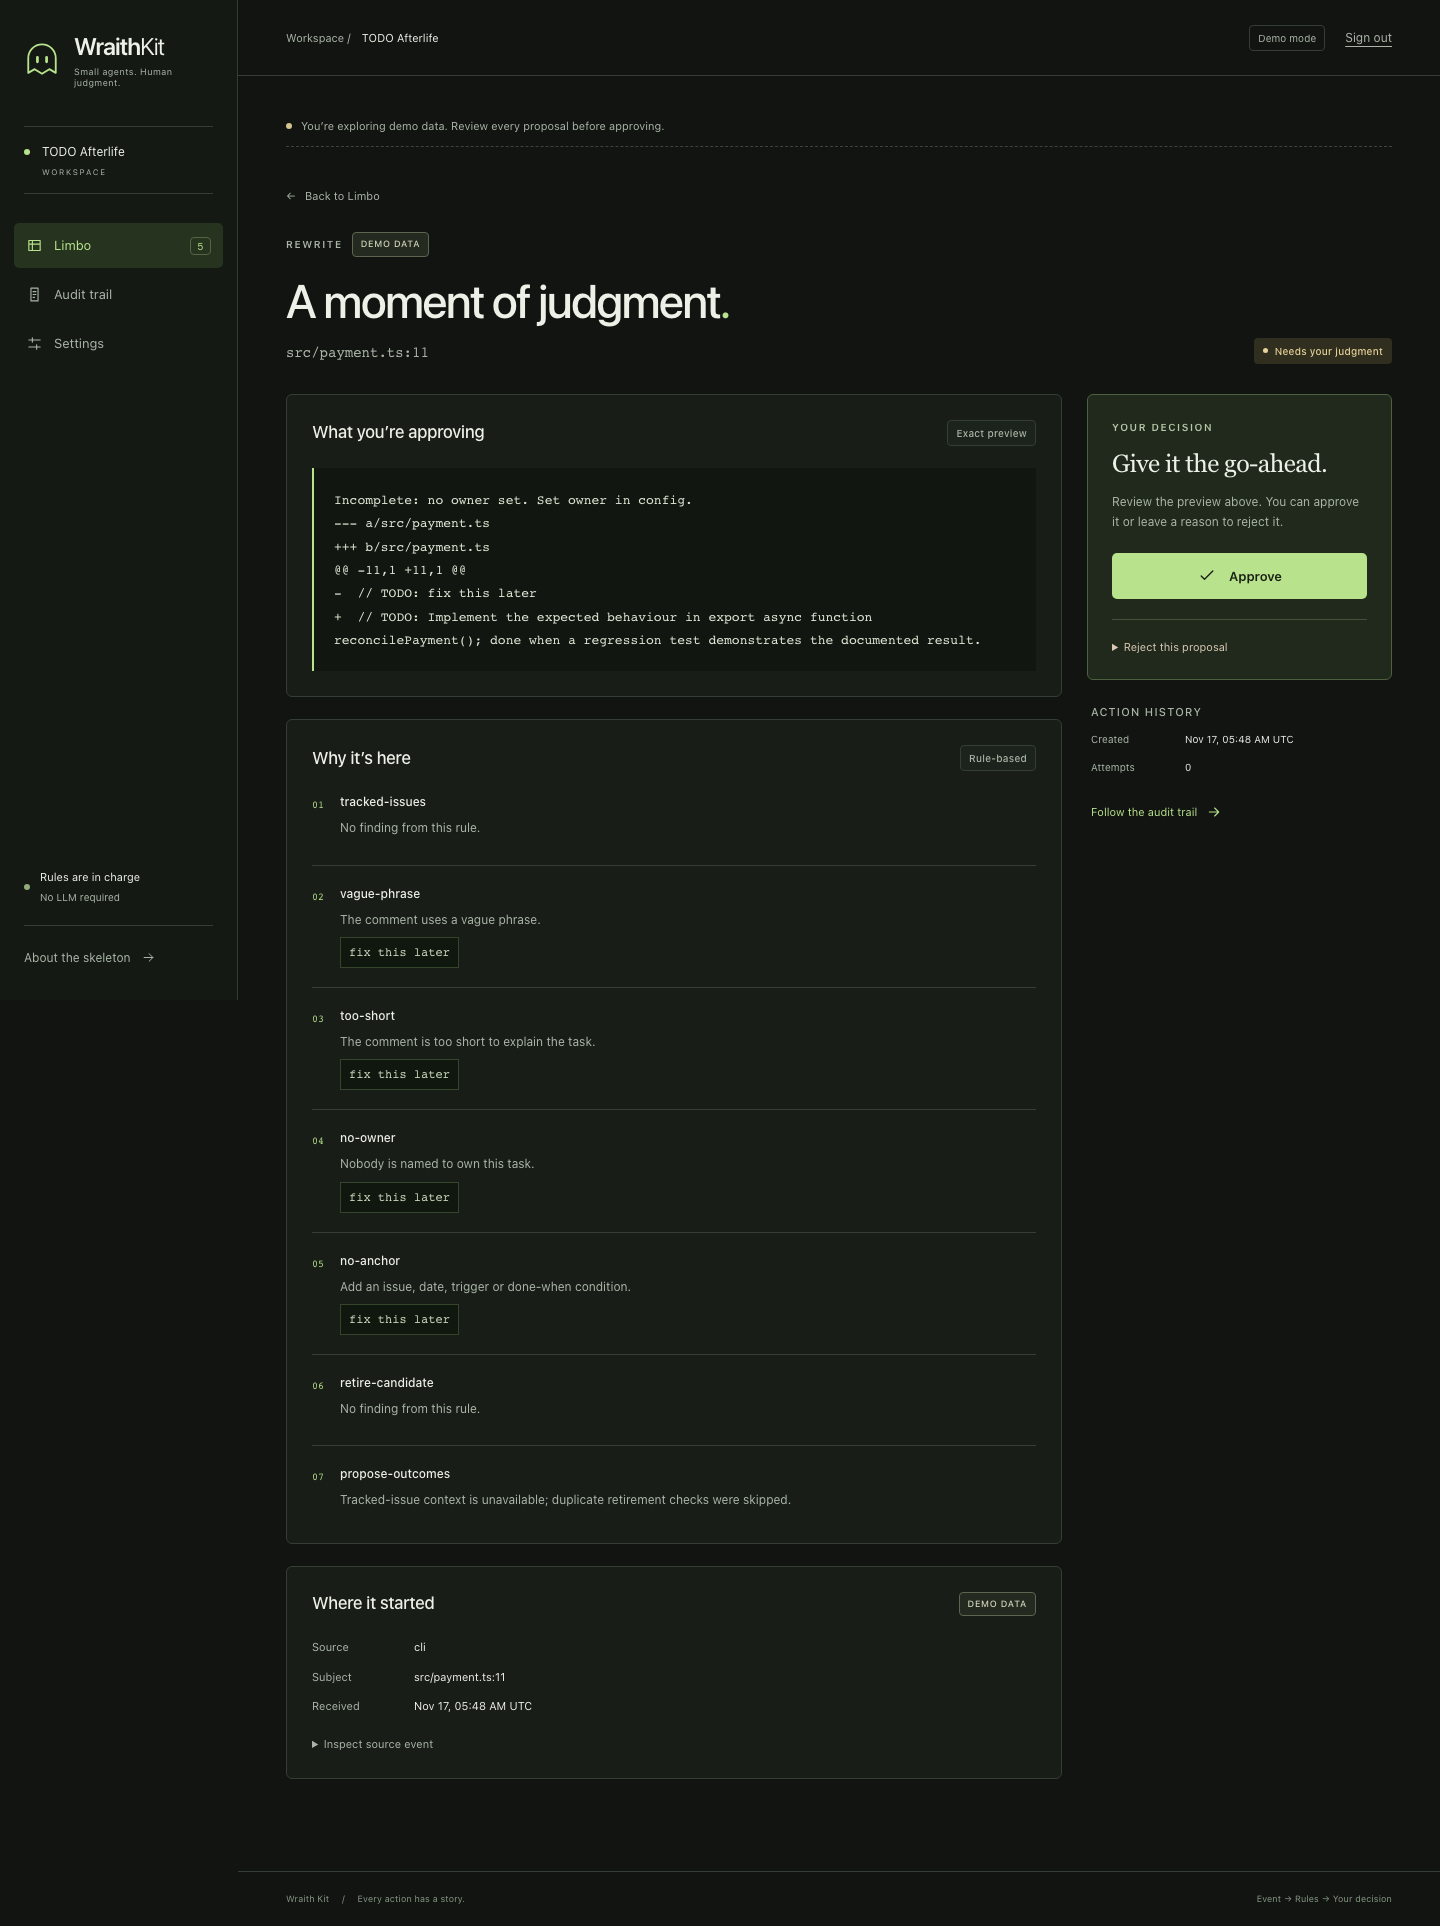 WraithKit
Small agents. Human
judgment.
TODO Afterlife
WORKSPACE
Limbo
5
Audit trail
Settings
Rules are in charge
No LLM required
About the skeleton →
Workspace / TODO Afterlife
Demo mode
Sign out
You’re exploring demo data. Review every proposal before approving.
← Back to Limbo
REWRITE
DEMO DATA
A moment of judgment.
src/payment.ts:11
Needs your judgment
What you’re approving
Exact preview
Incomplete: no owner set. Set owner in config.
--- a/src/payment.ts
+++ b/src/payment.ts
@@ -11,1 +11,1 @@
-  // TODO: fix this later
+  // TODO: Implement the expected behaviour in export async function
reconcilePayment(); done when a regression test demonstrates the documented result.
YOUR DECISION
Give it the go-ahead.
Review the preview above. You can approve
it or leave a reason to reject it.
Approve
Reject this proposal
ACTION HISTORY
Created Nov 17, 05:48 AM UTC
Attempts 0
Follow the audit trail →
Why it’s here
Rule-based
01 tracked-issues
No finding from this rule.
02 vague-phrase
The comment uses a vague phrase.
fix this later
03 too-short
The comment is too short to explain the task.
fix this later
04 no-owner
Nobody is named to own this task.
fix this later
05 no-anchor
Add an issue, date, trigger or done-when condition.
fix this later
06 retire-candidate
No finding from this rule.
07 propose-outcomes
Tracked-issue context is unavailable; duplicate retirement checks were skipped.
Where it started
DEMO DATA
Source cli
Subject src/payment.ts:11
Received Nov 17, 05:48 AM UTC
Inspect source event
Wraith Kit / Every action has a story.
Event → Rules → Your decision